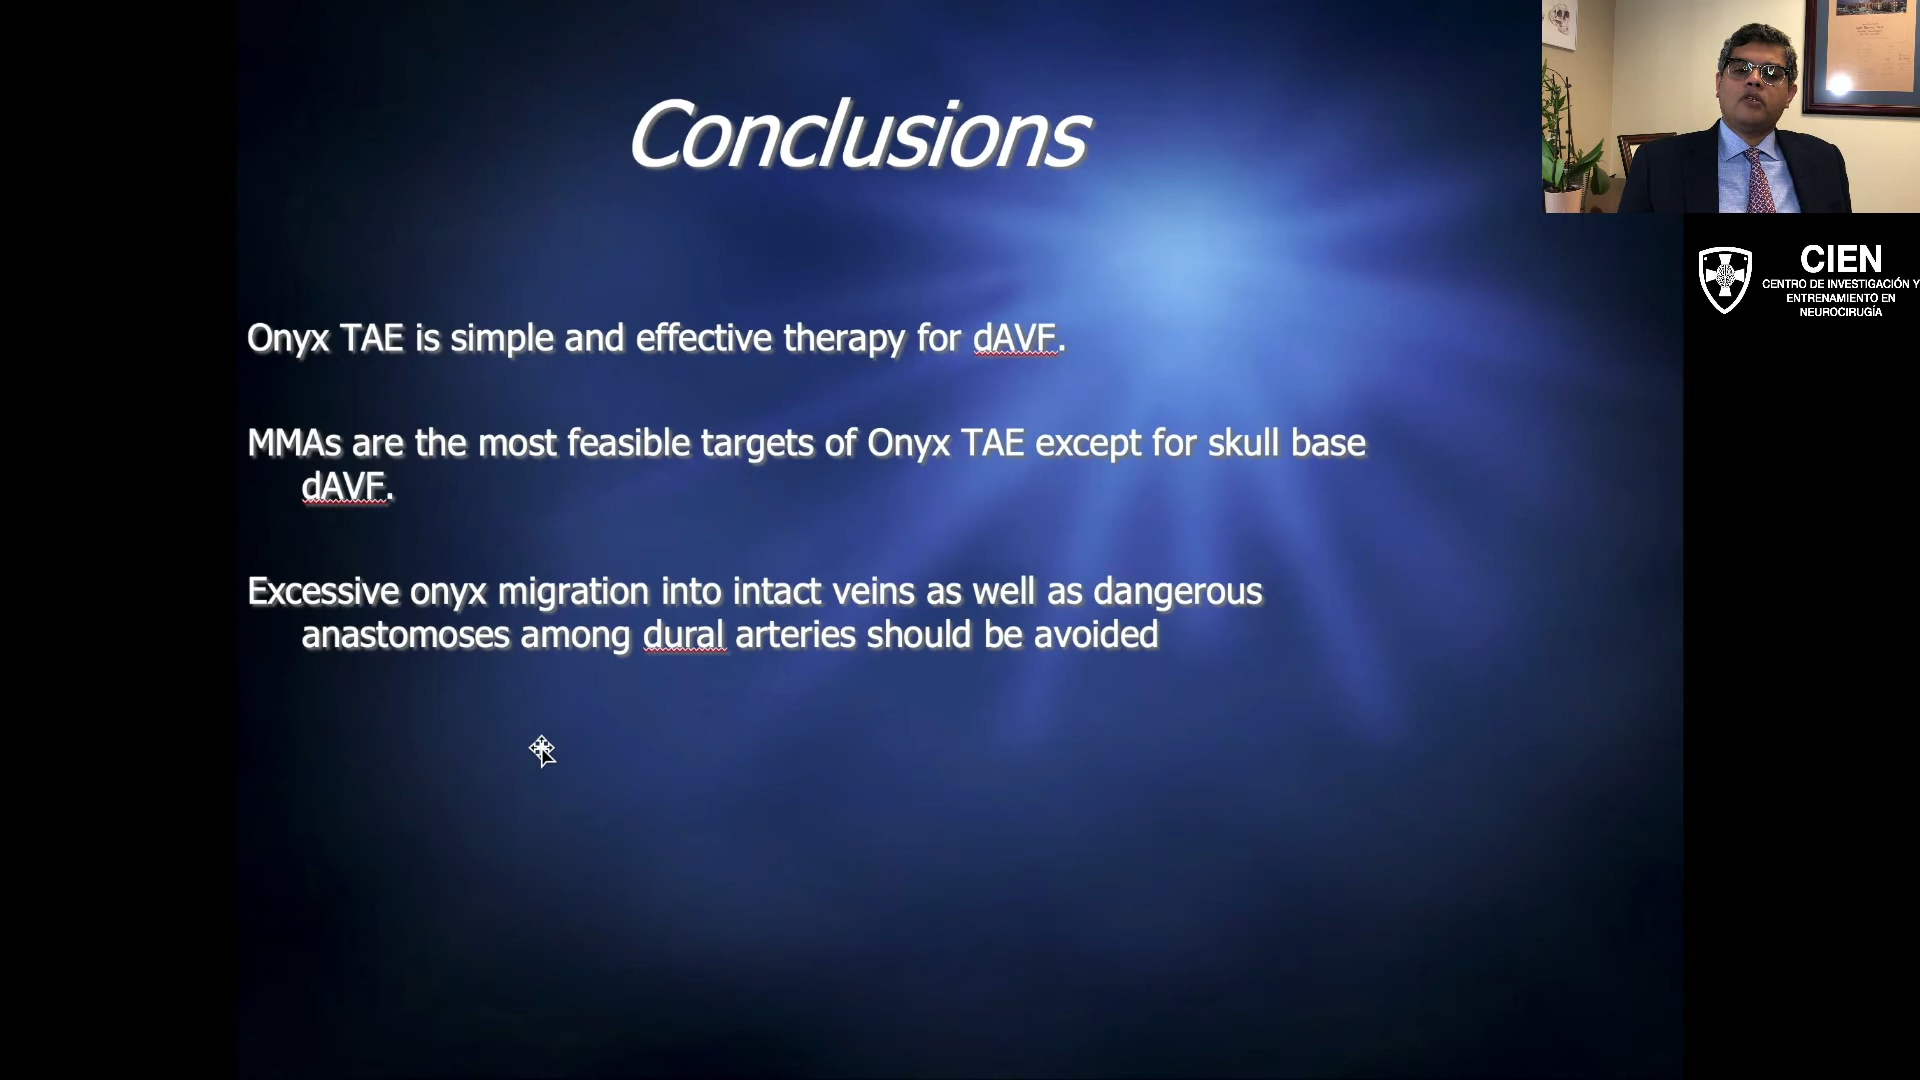 Conclusions
Onyx TAE is simple and effective therapy for dAVF.
MMAs are the most feasible targets of Onyx TAE except for skull base
dAVF.
Excessive onyx migration into intact veins as well as dangerous
anastomoses among dural arteries should be avoided
CIEN
CENTRO DE INVESTIGACIÓN Y
ENTRENAMIENTO EN
NEUROCIRUGÍA